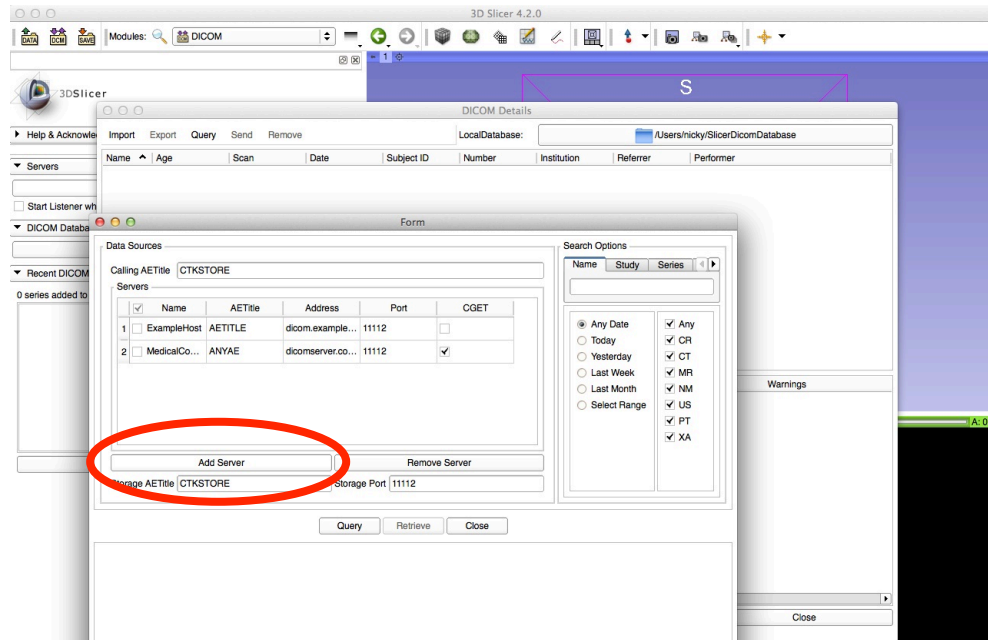 3D Slicer 4.2.0
DATA DCM SAVE Modules: DICOM
1
S
3DSlicer
DICOM Details
Help & Acknowle
Import Export Query Send Remove LocalDatabase: /Users/nicky/SlicerDicomDatabase
Name Age Scan Date Subject ID Number Institution Referrer Performer
Servers
Start Listener wh
DICOM Databa
Form
Data Sources
Search Options
Calling AETitle CTKSTORE
Name Study Series
Recent DICOM
Servers
0 series added to
Name AETitle Address Port CGET
1 ExampleHost AETITLE dicom.example... 11112
2 MedicalCo... ANYAE dicomserver.co... 11112
Any Date Any
Today CR
Yesterday CT
Last Week MR
Last Month NM
Select Range US
PT
XA
Warnings
A: 0
Add Server Remove Server
Storage AETitle CTKSTORE Storage Port 11112
Query Retrieve Close
Close